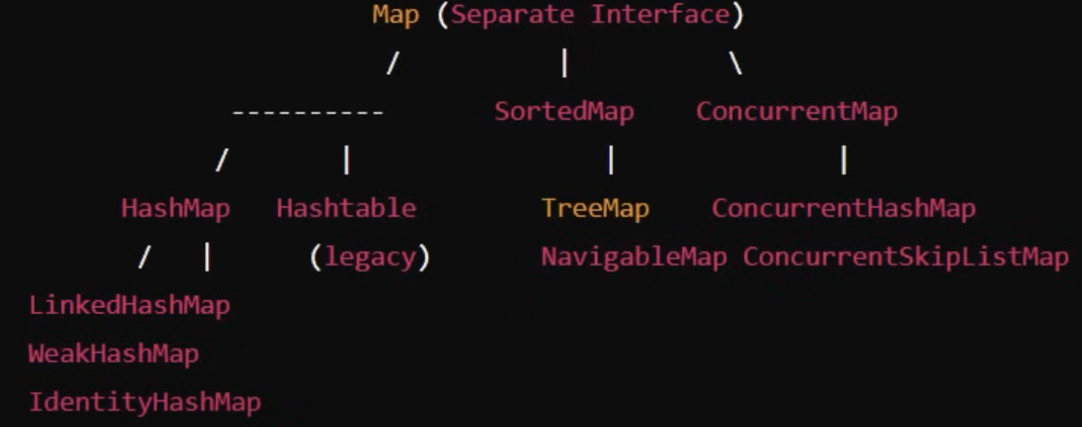 Map (Separate Interface)
/ | \
---------- SortedMap ConcurrentMap
/ | | |
HashMap Hashtable TreeMap ConcurrentHashMap
/ | (legacy) NavigableMap ConcurrentSkipListMap
LinkedHashMap
WeakHashMap
IdentityHashMap